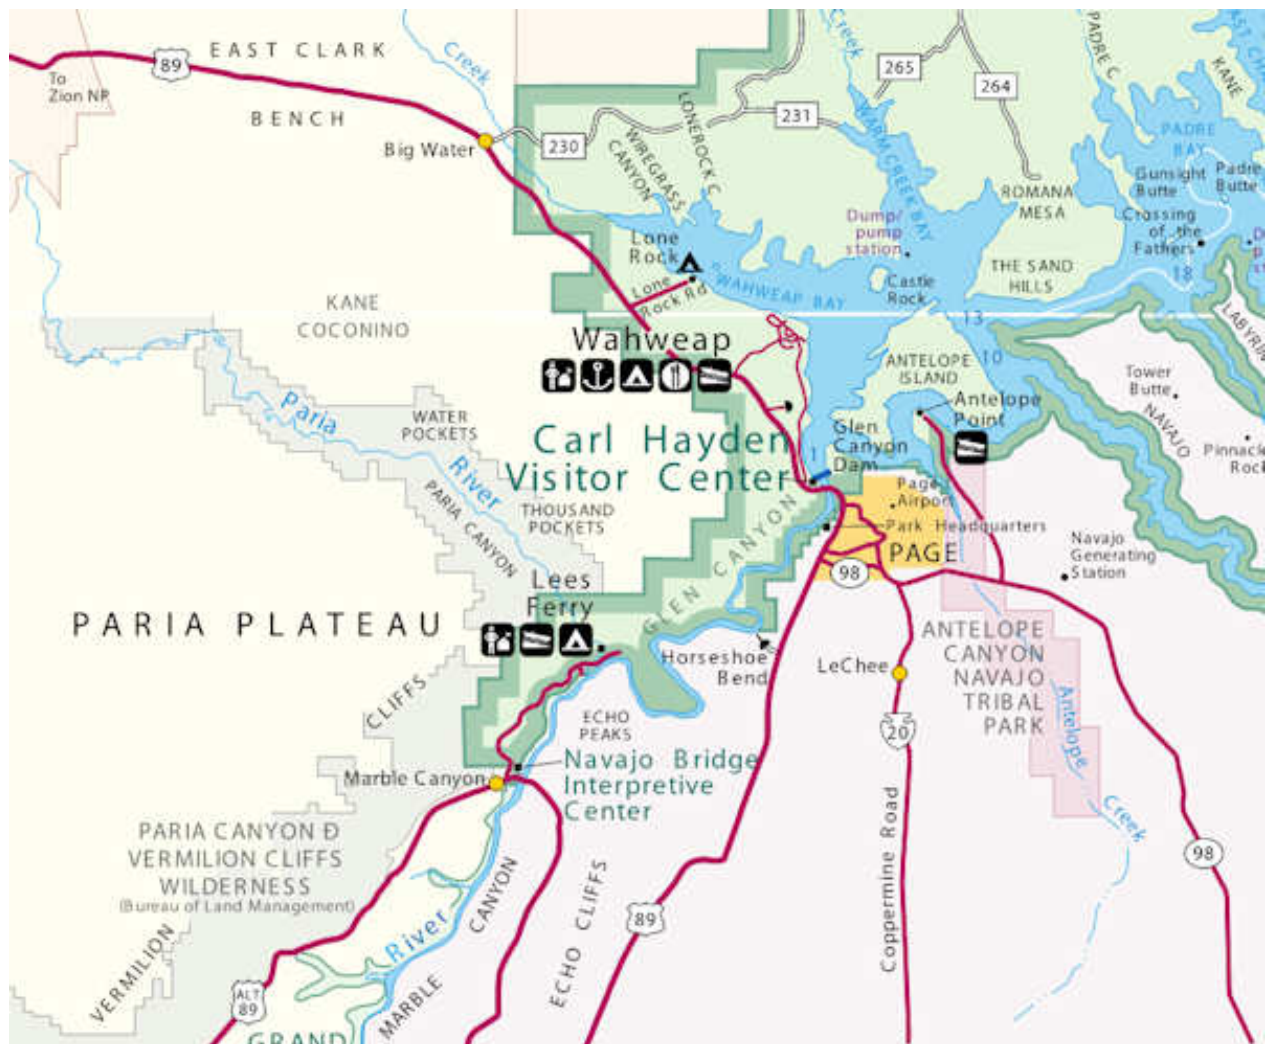 EAST CLARK
BENCH
89
To
Zion NP
Creek
Big Water
230
WIREGRASS
CANYON
LONEROCK C.
231
265
264
Creek
WARM CREEK BAY
PADRE C
KANE
PADRE
BAY
Gunsight
Butte
Padre
Butte
ROMANA
MESA
Crossing
of the
Fathers
Dump/
pump
station
Lone
Rock
Lone
Rock Rd
WAHWEAP BAY
Castle
Rock
THE SAND
HILLS
18
13
10
KANE
COCONINO
Wahweap
ANTELOPE
ISLAND
Tower
Butte
NAVAJO
Pinnacle
Rock
Antelope
Point
Paria
River
WATER
POCKETS
PARIA CANYON
THOUSAND
POCKETS
Carl Hayden
Visitor Center
1
Glen
Canyon
Dam
Page
Airport
Park Headquarters
PAGE
98
Navajo
Generating
Station
GLEN CANYON
Lees
Ferry
PARIA PLATEAU
Horseshoe
Bend
LeChee
20
ANTELOPE
CANYON
NAVAJO
TRIBAL
PARK
Antelope
Creek
CLIFFS
ECHO
PEAKS
Navajo Bridge
Interpretive
Center
Marble Canyon
PARIA CANYON Ð
VERMILION CLIFFS
WILDERNESS
(Bureau of Land Management)
VERMILION
River
MARBLE
CANYON
ECHO CLIFFS
89
Coppermine Road
98
ALT
89
GRAND